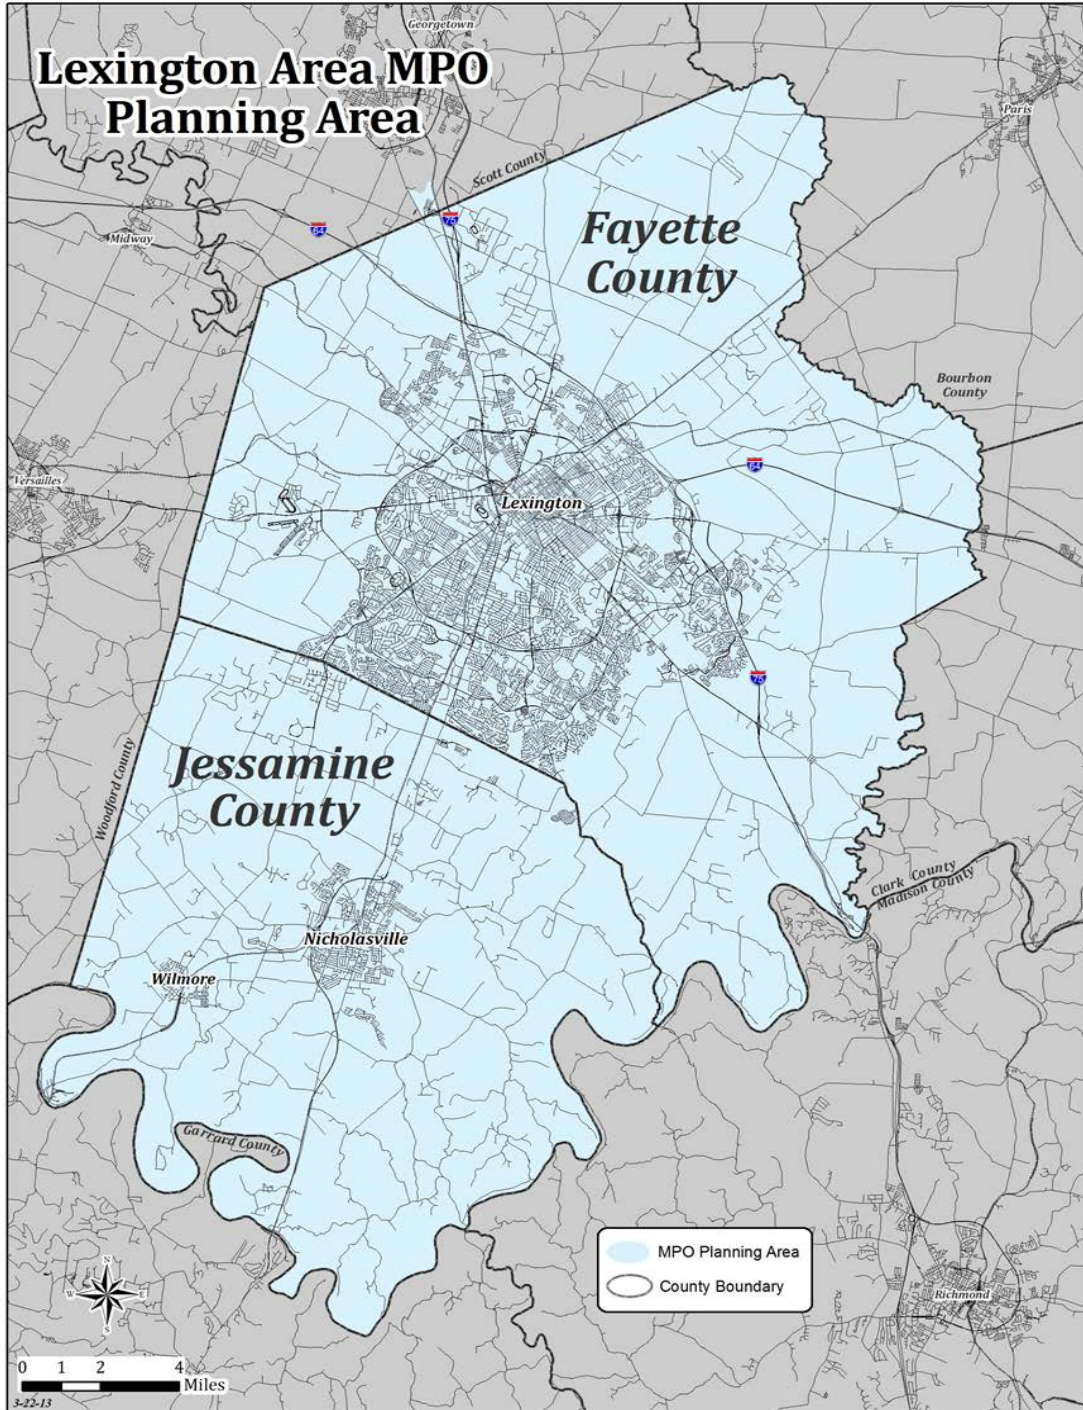 Georgetown
Lexington Area MPO
Planning Area
Paris
Scott County
75
64
Midway
Fayette
County
Bourbon
County
Versailles
64
Lexington
75
Jessamine
County
Woodford County
Clark County
Madison County
Nicholasville
Wilmore
Garrard County
MPO Planning Area
County Boundary
N
W
E
S
Richmond
0 1 2 4
Miles
3-22-13